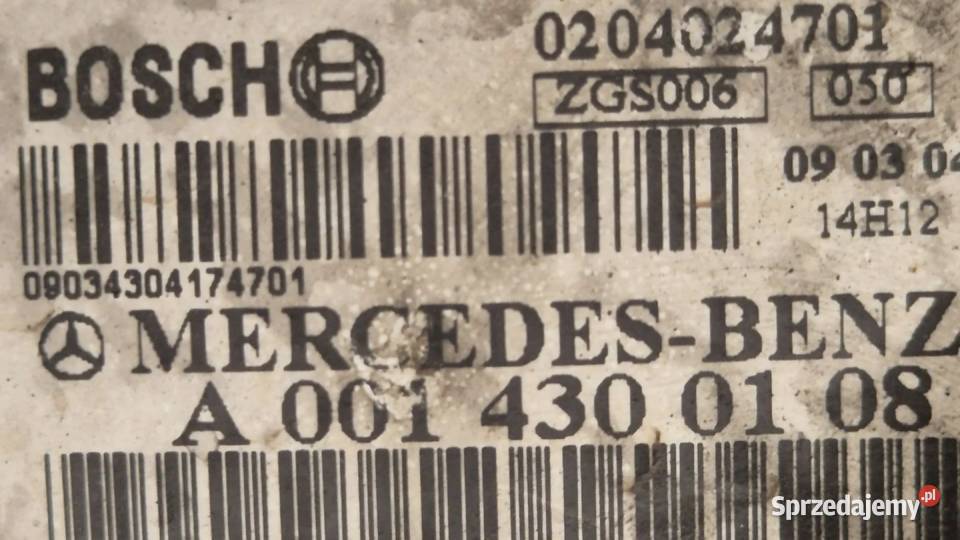 BOSCH
0204024701
ZGS006 050
09 03 04
14H12
09034304174701
MERCEDES-BENZ
A 001 430 01 08
Sprzedajemy.pl